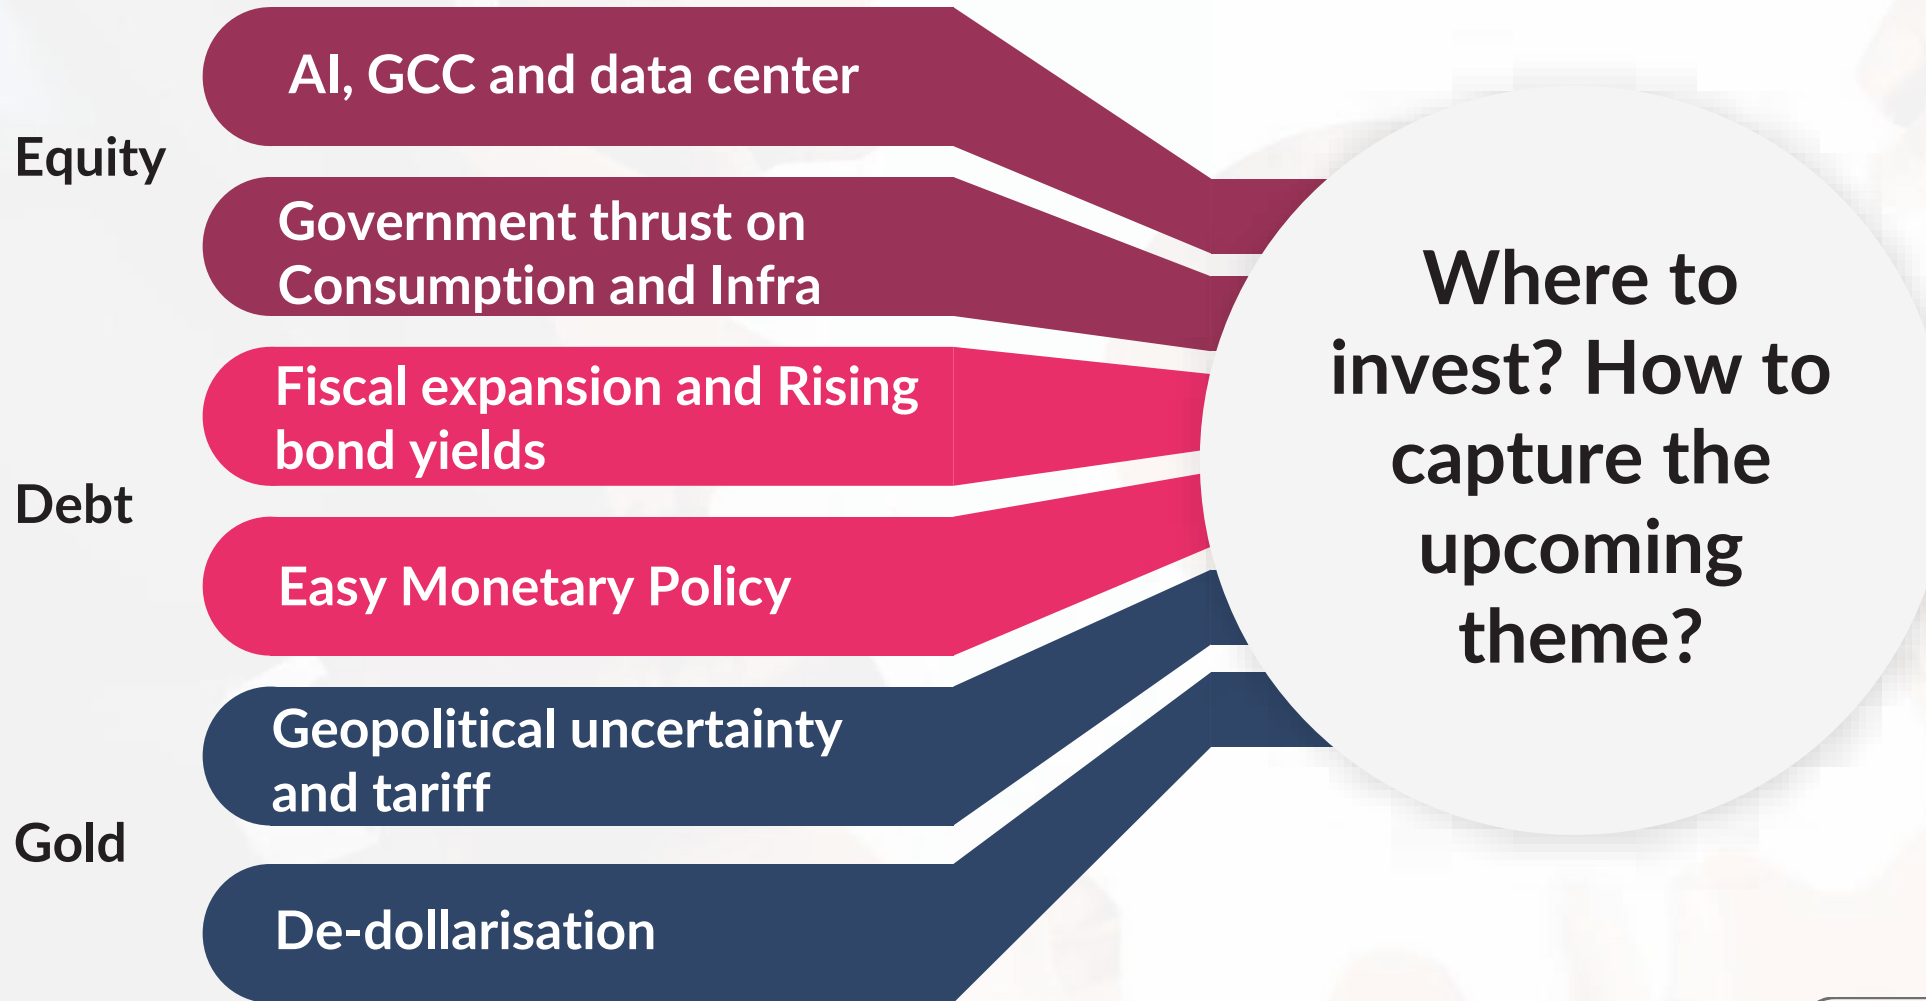 Equity
AI, GCC and data center
Government thrust on
Consumption and Infra
Debt
Fiscal expansion and Rising
bond yields
Easy Monetary Policy
Gold
Geopolitical uncertainty
and tariff
De-dollarisation
Where to
invest? How to
capture the
upcoming
theme?